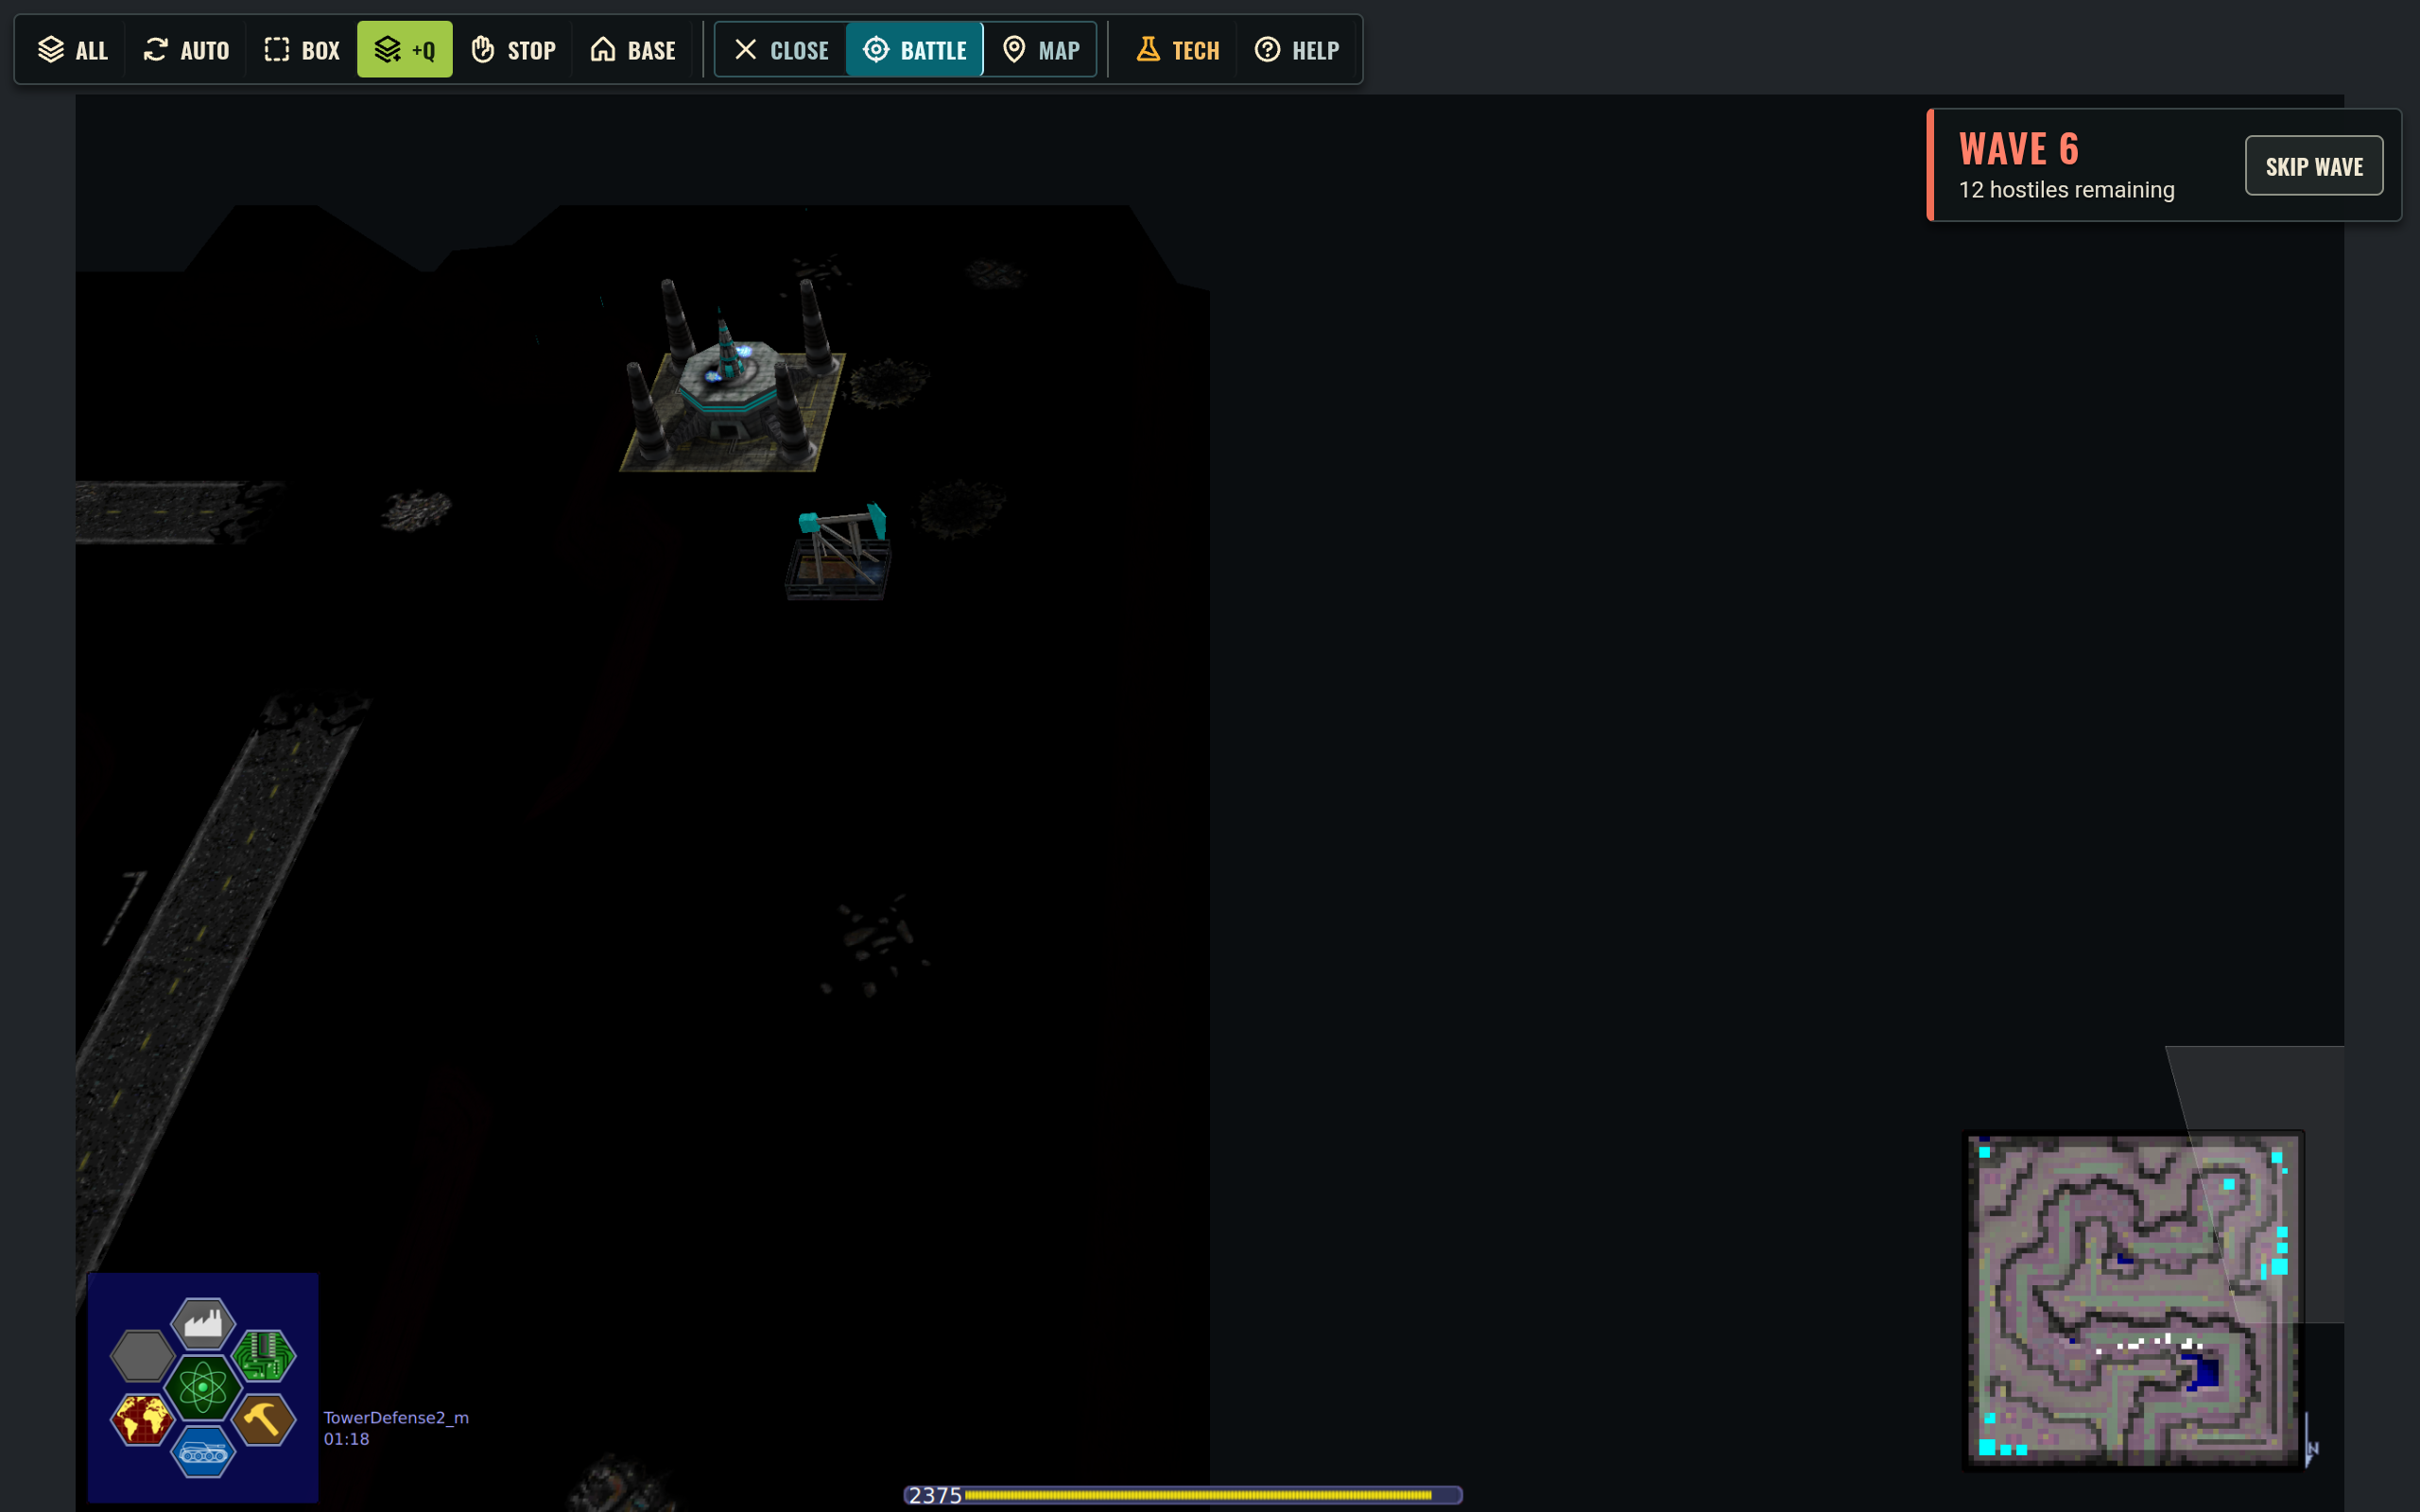 ALL AUTO BOX +Q STOP BASE CLOSE BATTLE MAP TECH HELP
WAVE 6
12 hostiles remaining
SKIP WAVE
TowerDefense2_m
01:18
2375
N